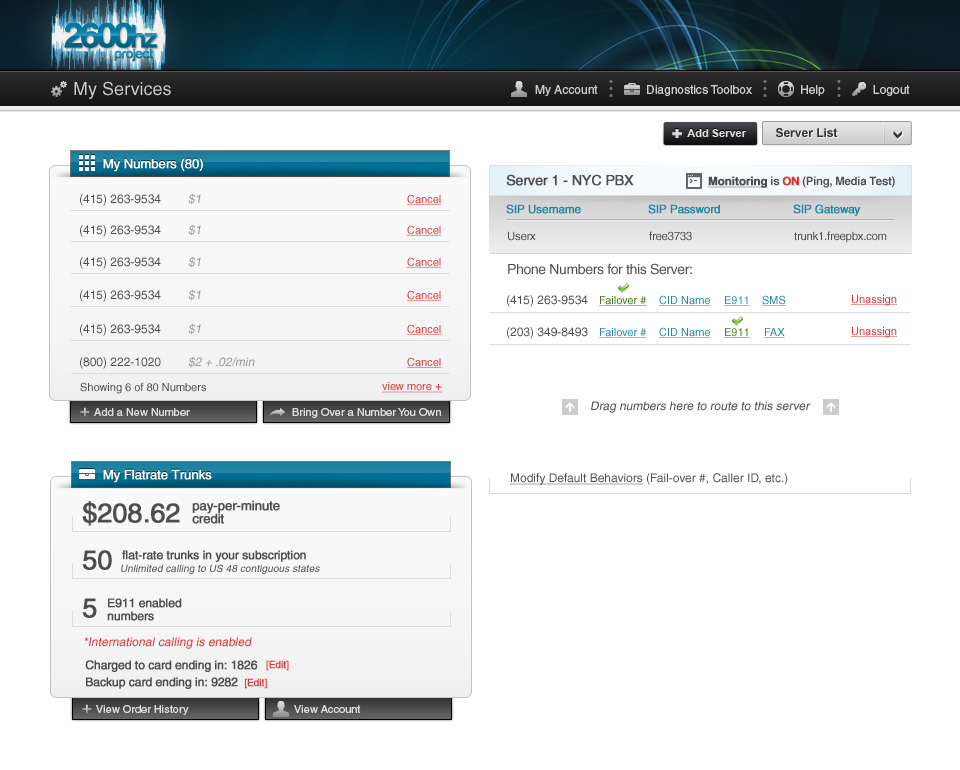 2600hz
project
My Services
My Account
Diagnostics Toolbox
Help
Logout
+ Add Server
Server List
My Numbers (80)
(415) 263-9534 $1 Cancel
(415) 263-9534 $1 Cancel
(415) 263-9534 $1 Cancel
(415) 263-9534 $1 Cancel
(415) 263-9534 $1 Cancel
(800) 222-1020 $2 + .02/min Cancel
Showing 6 of 80 Numbers view more +
+ Add a New Number
Bring Over a Number You Own
Server 1 - NYC PBX
Monitoring is ON (Ping, Media Test)
SIP Username SIP Password SIP Gateway
Userx free3733 trunk1.freepbx.com
Phone Numbers for this Server:
(415) 263-9534 Failover # CID Name E911 SMS Unassign
(203) 349-8493 Failover # CID Name E911 FAX Unassign
Drag numbers here to route to this server
Modify Default Behaviors (Fail-over #, Caller ID, etc.)
My Flatrate Trunks
$208.62 pay-per-minute
credit
50 flat-rate trunks in your subscription
Unlimited calling to US 48 contiguous states
5 E911 enabled
numbers
*International calling is enabled
Charged to card ending in: 1826 [Edit]
Backup card ending in: 9282 [Edit]
+ View Order History
View Account